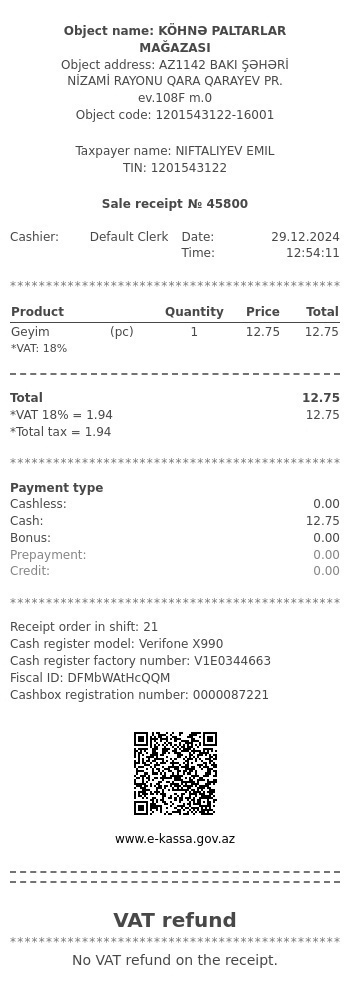 Object name: KÖHNƏ PALTARLAR
MAĞAZASI
Object address: AZ1142 BAKI ŞƏHƏRİ
NİZAMİ RAYONU QARA QARAYEV PR.
ev.108F m.0
Object code: 1201543122-16001
Taxpayer name: NIFTALIYEV EMIL
TIN: 1201543122
Sale receipt № 45800
Cashier: Default Clerk Date: 29.12.2024
Time: 12:54:11
********************************************
Product Quantity Price Total
Geyim (pc) 1 12.75 12.75
*VAT: 18%
Total 12.75
*VAT 18% = 1.94 12.75
*Total tax = 1.94
********************************************
Payment type
Cashless: 0.00
Cash: 12.75
Bonus: 0.00
Prepayment: 0.00
Credit: 0.00
********************************************
Receipt order in shift: 21
Cash register model: Verifone X990
Cash register factory number: V1E0344663
Fiscal ID: DFMbWAtHcQQM
Cashbox registration number: 0000087221
www.e-kassa.gov.az
VAT refund
********************************************
No VAT refund on the receipt.